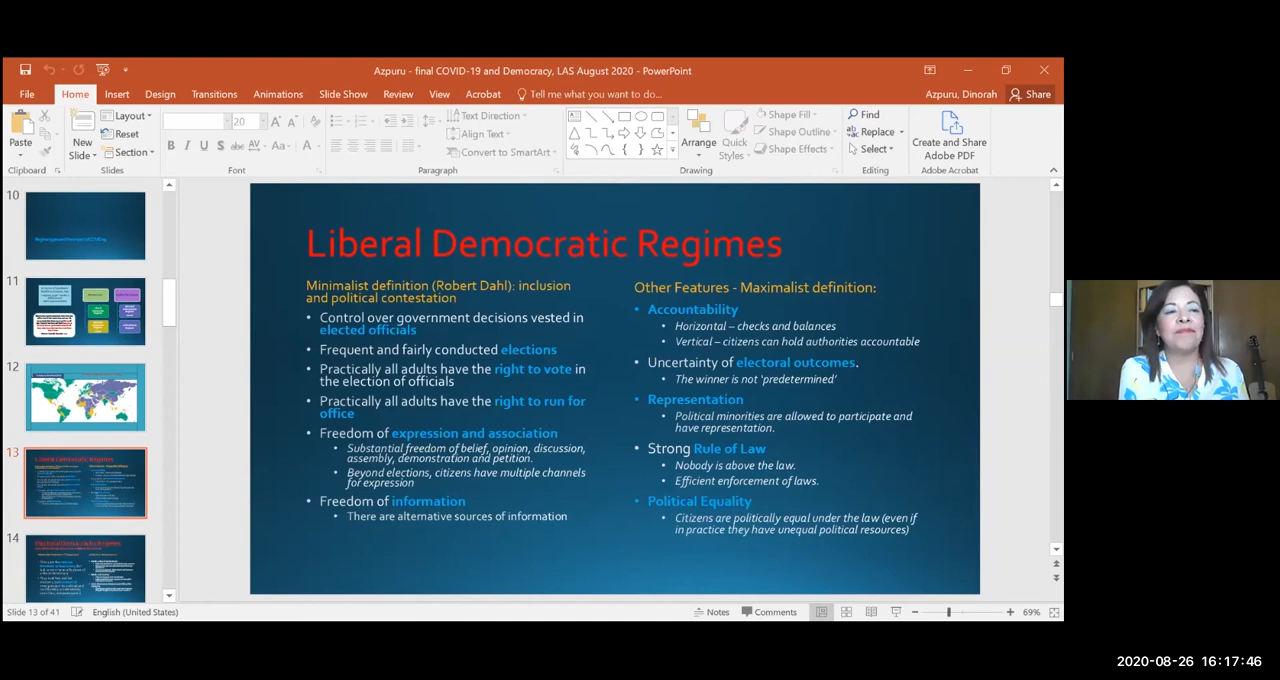 Azpuru - final COVID-19 and Democracy, LAS August 2020 - PowerPoint
File Home Insert Design Transitions Animations Slide Show Review View Acrobat Tell me what you want to do... Azpuru, Dinorah Share
Paste
Clipboard
New
Slide
Layout
Reset
Section
Slides
20
B I U S abc AV Aa A
Font
Text Direction
Align Text
Convert to SmartArt
Paragraph
Arrange
Quick
Styles
Shape Fill
Shape Outline
Shape Effects
Drawing
Find
Replace
Select
Editing
Create and Share
Adobe PDF
Adobe Acrobat
10
11
12
13
Liberal Democratic Regimes
14
Liberal Democratic Regimes
Minimalist definition (Robert Dahl): inclusion
and political contestation
• Control over government decisions vested in
elected officials
• Frequent and fairly conducted elections
• Practically all adults have the right to vote in
the election of officials
• Practically all adults have the right to run for
office
• Freedom of expression and association
• Substantial freedom of belief, opinion, discussion,
assembly, demonstration and petition.
• Beyond elections, citizens have multiple channels
for expression
• Freedom of information
• There are alternative sources of information
Other Features - Maximalist definition:
• Accountability
• Horizontal – checks and balances
• Vertical – citizens can hold authorities accountable
• Uncertainty of electoral outcomes.
• The winner is not ‘predetermined’
• Representation
• Political minorities are allowed to participate and
have representation.
• Strong Rule of Law
• Nobody is above the law.
• Efficient enforcement of laws.
• Political Equality
• Citizens are politically equal under the law (even if
in practice they have unequal political resources)
Slide 13 of 41 English (United States) Notes Comments 69%
2020-08-26 16:17:46